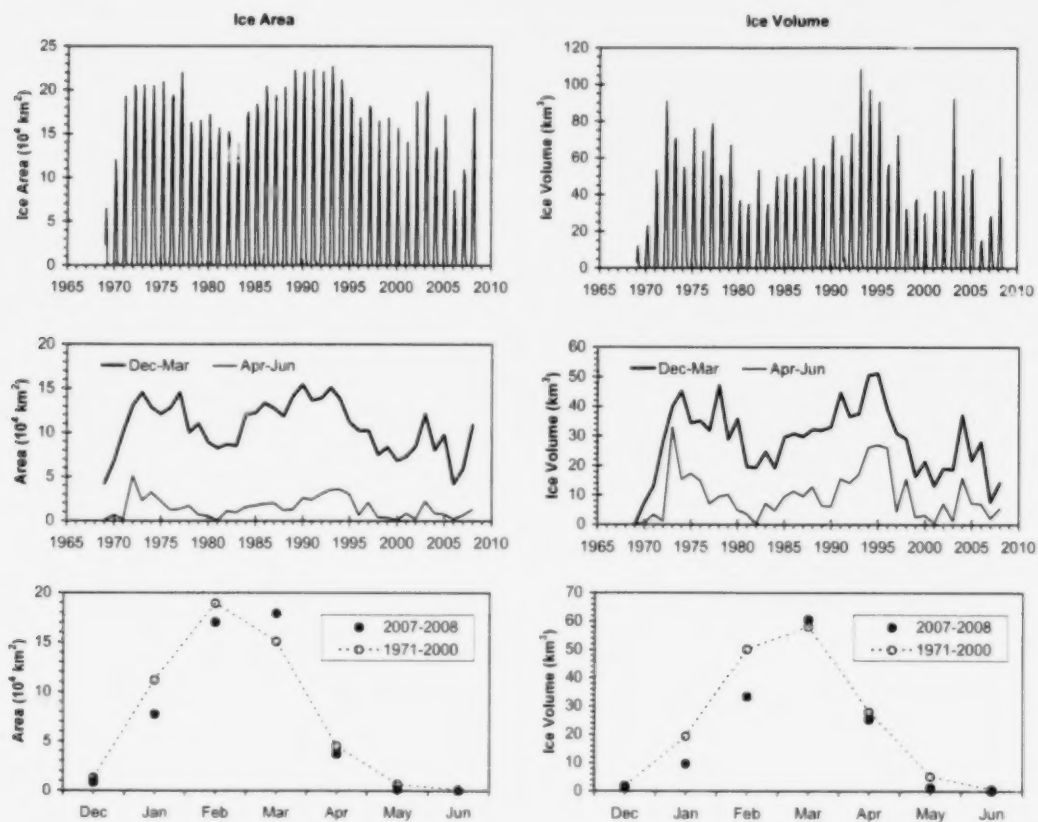 Ice Area
Ice Area (10⁴ km²)
25
20
15
10
5
0
1965 1970 1975 1980 1985 1990 1995 2000 2005 2010
Ice Volume
Ice Volume (km³)
120
100
80
60
40
20
0
1965 1970 1975 1980 1985 1990 1995 2000 2005 2010
Area (10⁴ km²)
20
15
10
5
0
Dec-Mar Apr-Jun
1965 1970 1975 1980 1985 1990 1995 2000 2005 2010
Ice Volume (km³)
60
50
40
30
20
10
0
Dec-Mar Apr-Jun
1965 1970 1975 1980 1985 1990 1995 2000 2005 2010
Area (10⁴ km²)
20
15
10
5
0
2007-2008
1971-2000
Dec Jan Feb Mar Apr May Jun
Ice Volume (km³)
70
60
50
40
30
20
10
0
2007-2008
1971-2000
Dec Jan Feb Mar Apr May Jun